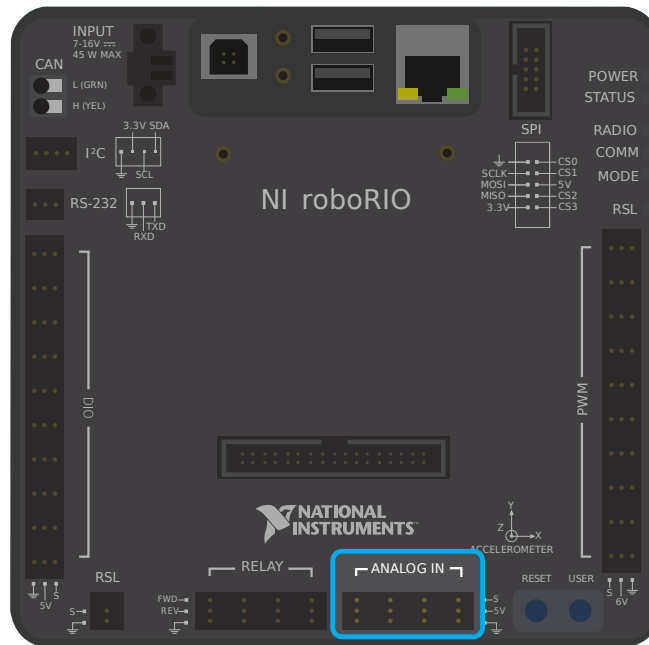 INPUT
7-16V
45 W MAX
CAN
L (GRN)
H (YEL)
3.3V SDA
I²C
SCL
RS-232
TXD
RXD
NI roboRIO
SPI
CS0
SCLK
CS1
MOSI
5V
MISO
CS2
3.3V
CS3
POWER
STATUS
RADIO
COMM
MODE
RSL
DIO
PWM
NATIONAL
INSTRUMENTS
Y
Z
X
ACCELEROMETER
S
5V
RSL
S
RELAY
FWD
REV
ANALOG IN
S
5V
RESET
USER
S
6V